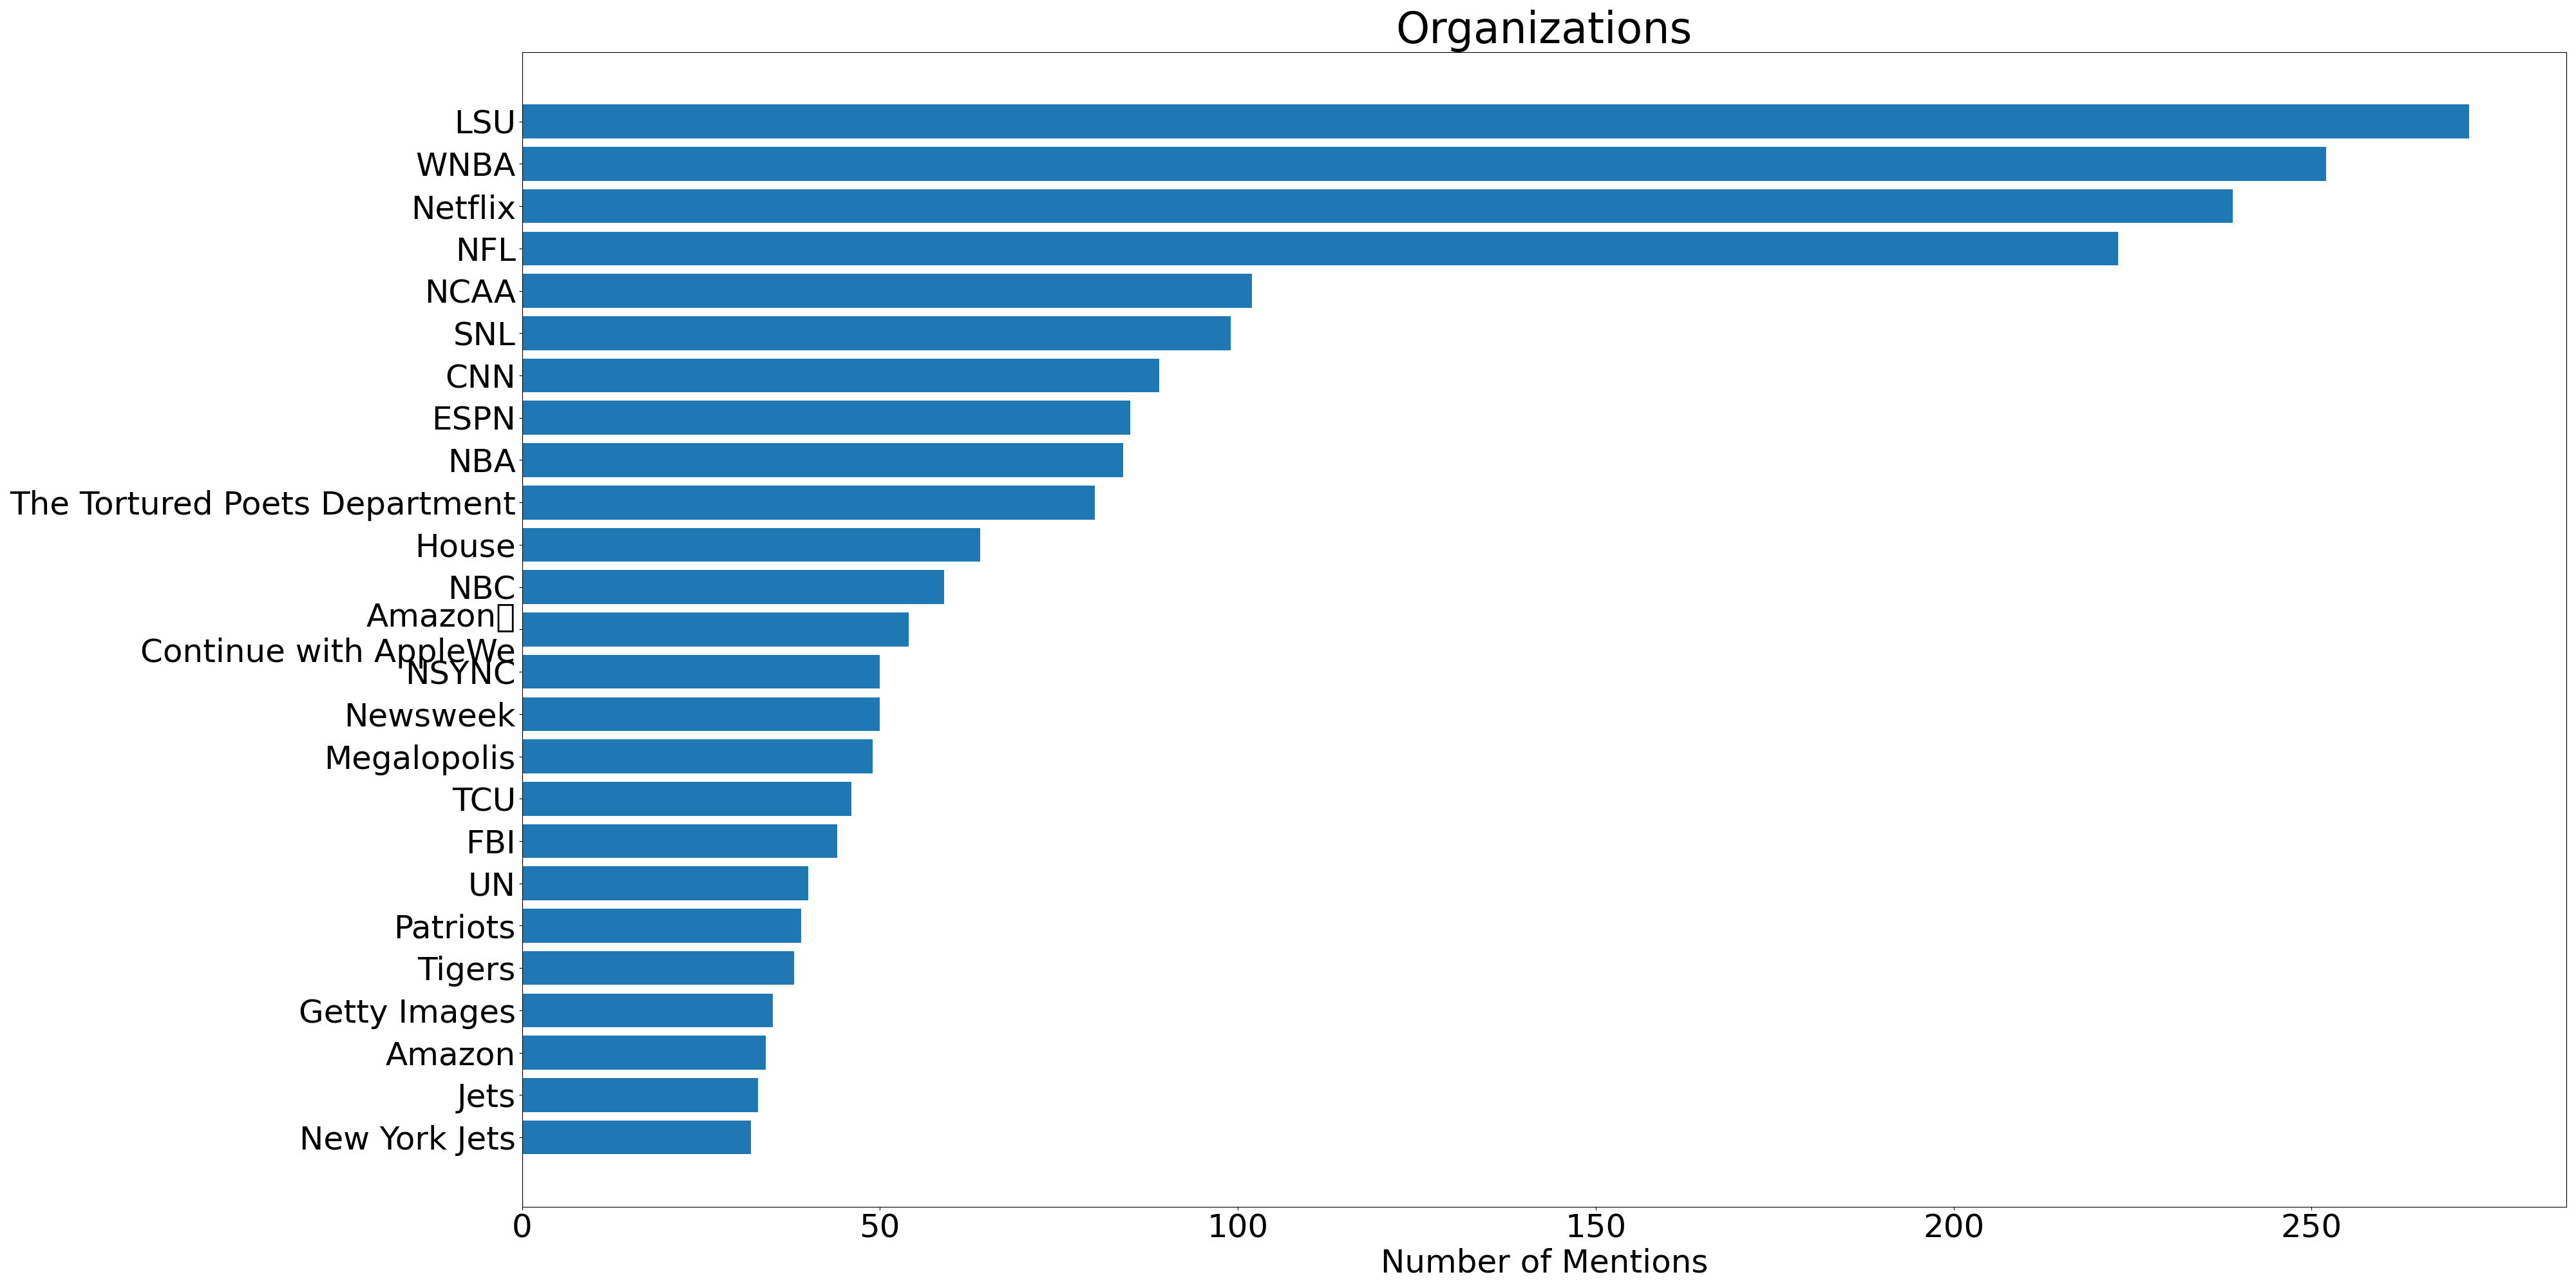 Organizations
LSU
WNBA
Netflix
NFL
NCAA
SNL
CNN
ESPN
NBA
The Tortured Poets Department
House
NBC
Amazon▯
Continue with AppleWe
NSYNC
Newsweek
Megalopolis
TCU
FBI
UN
Patriots
Tigers
Getty Images
Amazon
Jets
New York Jets
0 50 100 150 200 250
Number of Mentions